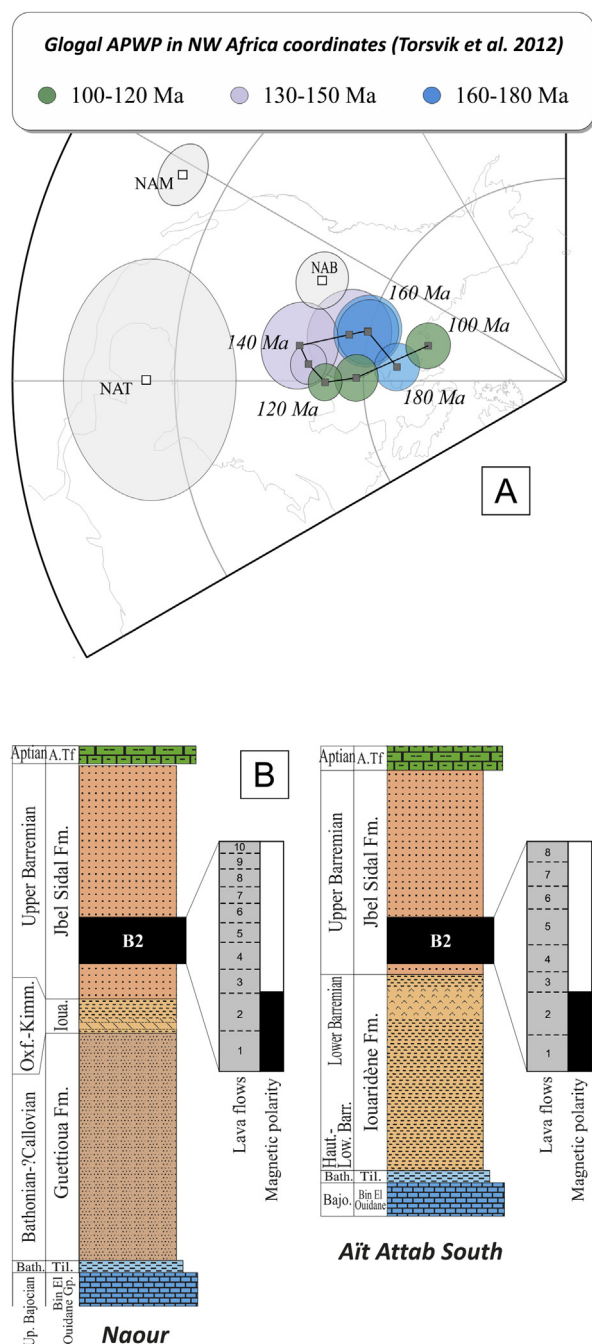 Glogal APWP in NW Africa coordinates (Torsvik et al. 2012)
100-120 Ma
130-150 Ma
160-180 Ma
NAM
NAB
160 Ma
100 Ma
140 Ma
NAT
120 Ma
180 Ma
A
B
Aptian
A.Tf
Upper Barremian
Jbel Sidal Fm.
B2
Oxf.-Kimm.
Ioua.
Bathonian-?Callovian
Guettioua Fm.
Bath.
Til.
Up. Bajocian
Bin El
Ouidane Gp.
10
9
8
7
6
5
4
3
2
1
Lava flows
Magnetic polarity
Naour
Aptian
A.Tf
Upper Barremian
Jbel Sidal Fm.
B2
Lower Barremian
Haut.-
Low. Barr.
Iouaridène Fm.
Bath.
Til.
Bajo.
Bin El
Ouidane
8
7
6
5
4
3
2
1
Lava flows
Magnetic polarity
Aït Attab South